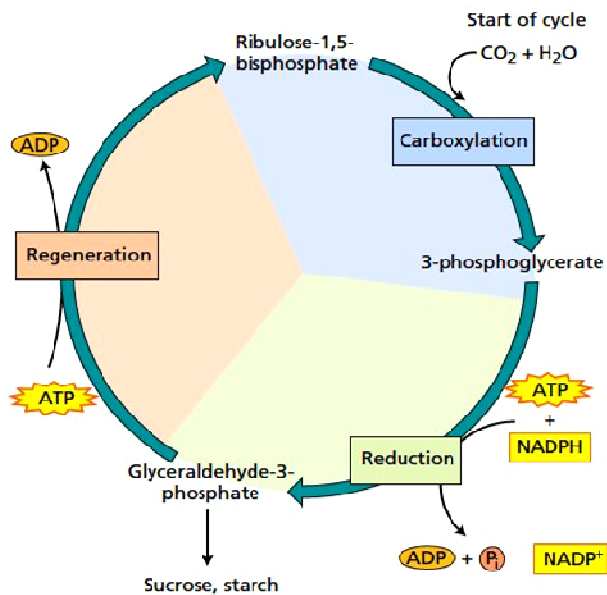 Start of cycle
CO₂ + H₂O
Ribulose-1,5-
bisphosphate
Carboxylation
3-phosphoglycerate
ATP
+
NADPH
Reduction
ADP + Pi
NADP⁺
Glyceraldehyde-3-
phosphate
Sucrose, starch
ATP
Regeneration
ADP